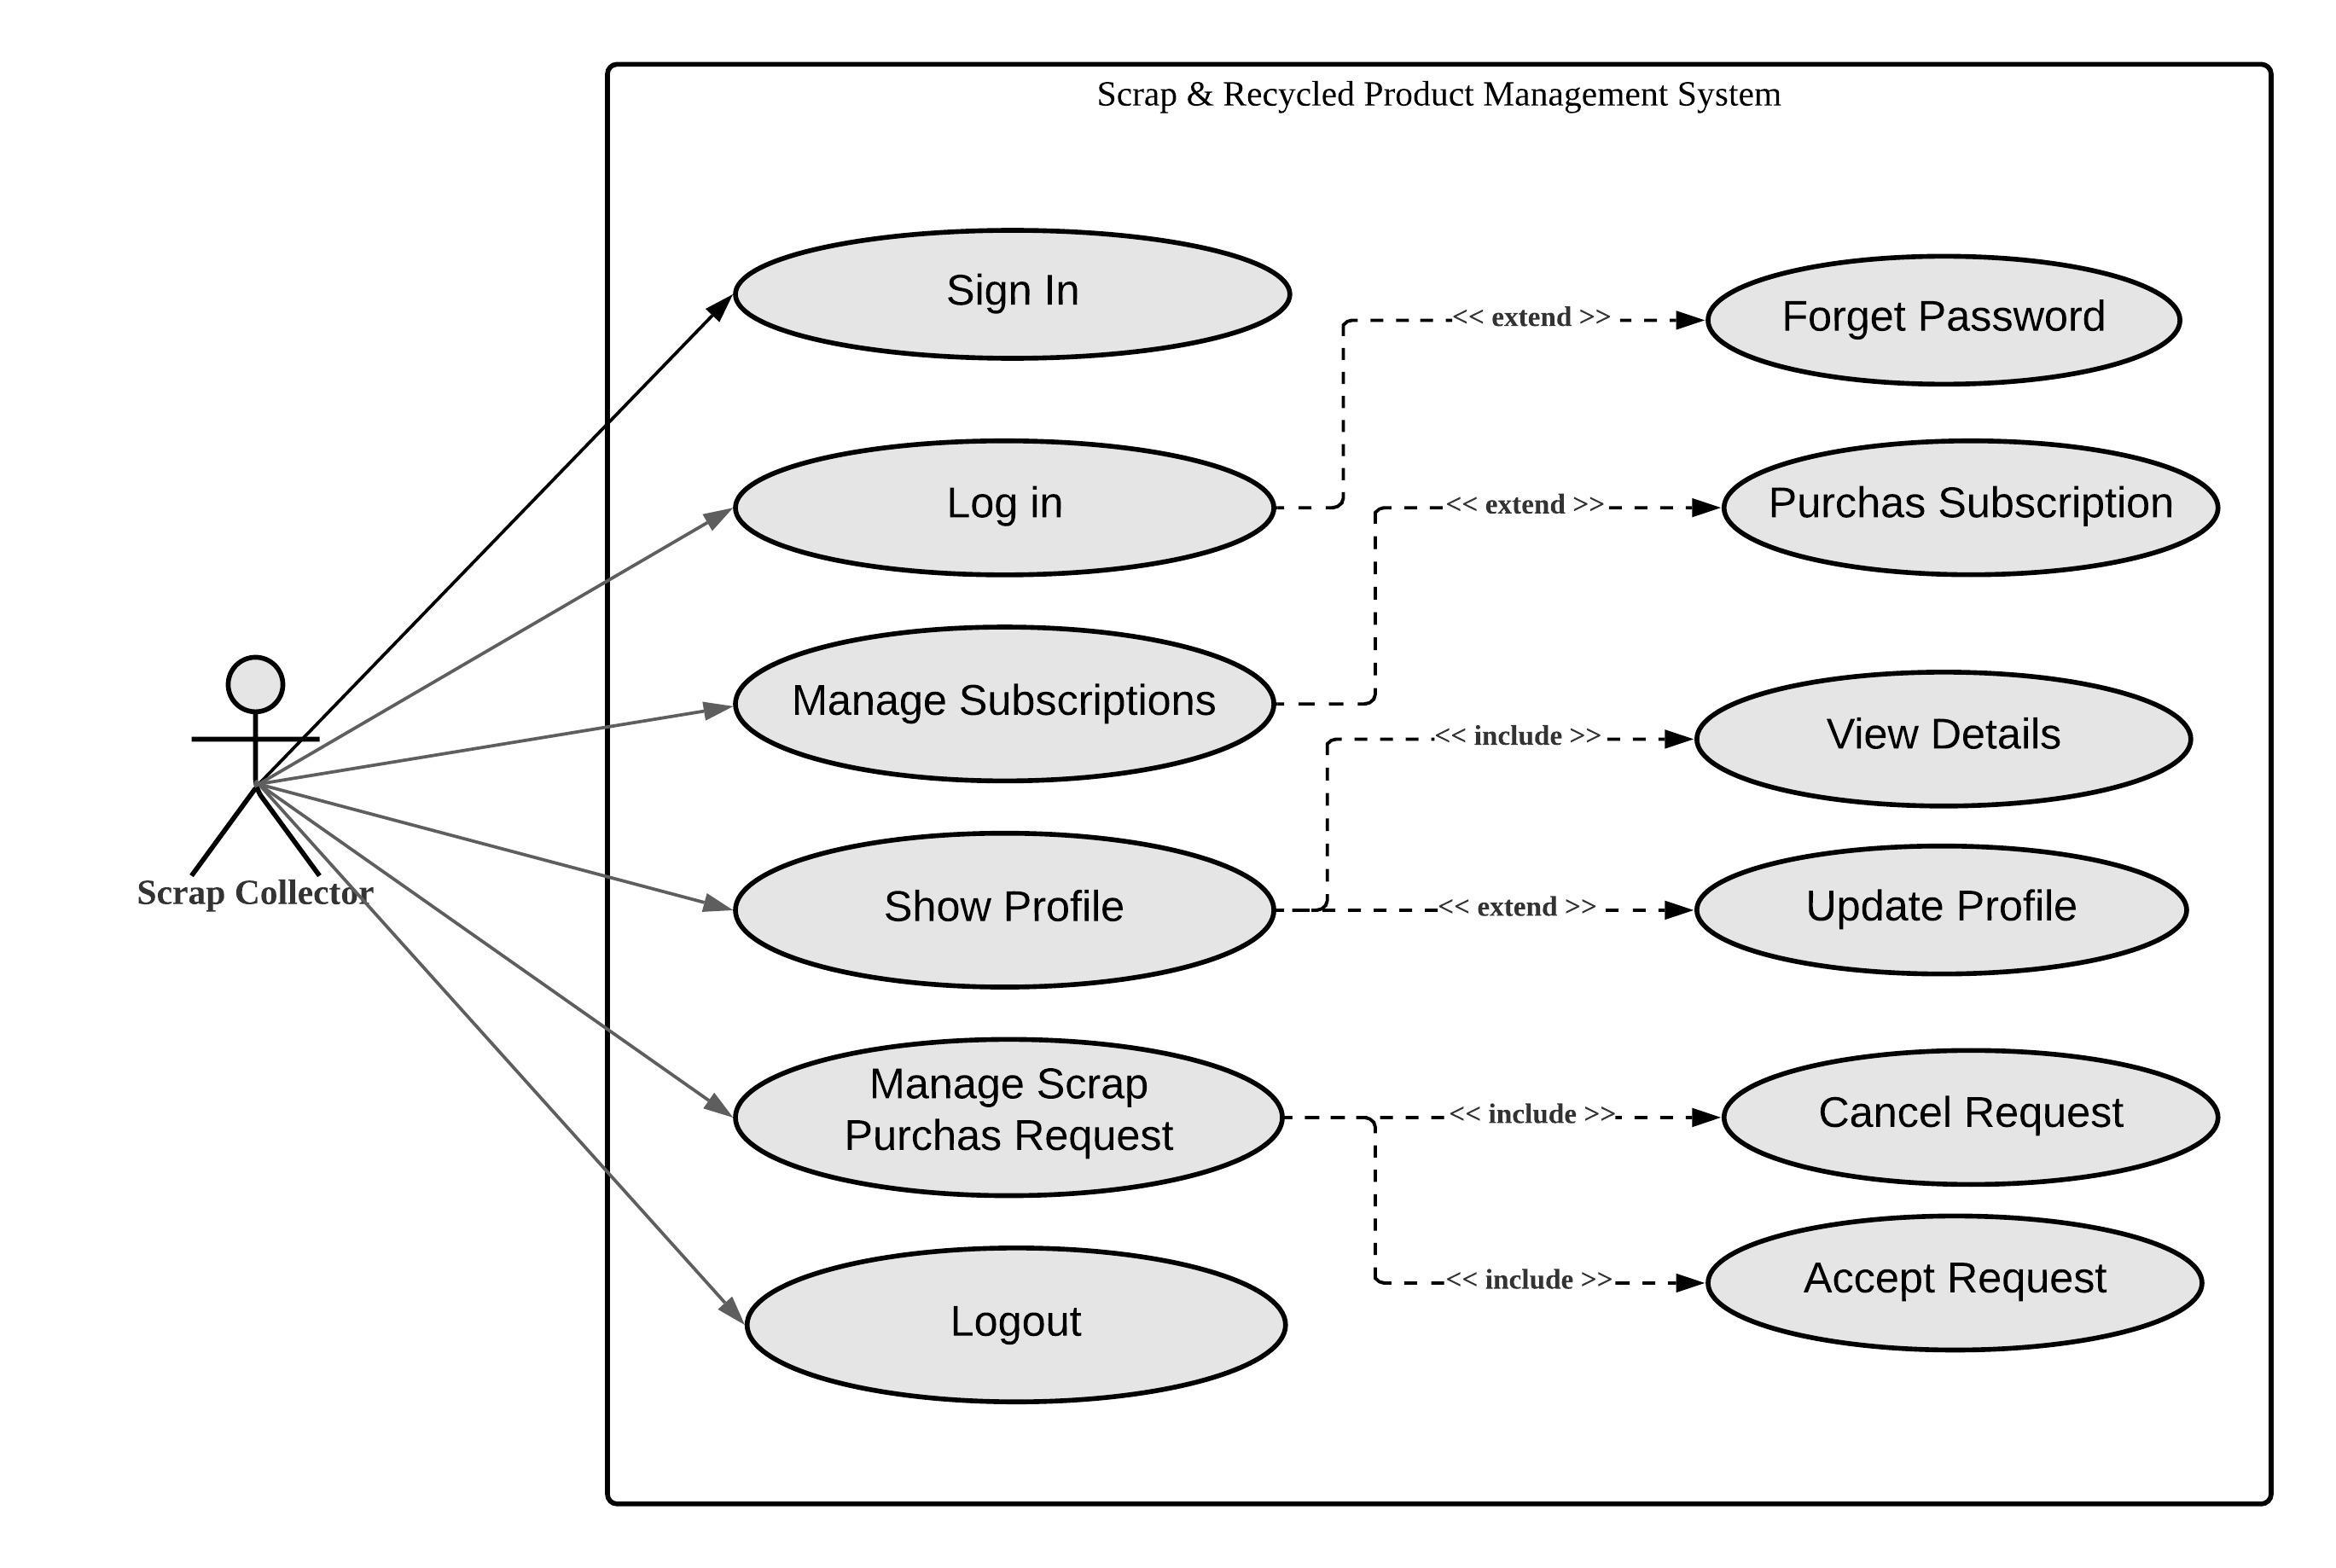 Scrap & Recycled Product Management System
Sign In
<< extend >>
Forget Password
Log in
<< extend >>
Purchas Subscription
Manage Subscriptions
<< include >>
View Details
Scrap Collector
Show Profile
<< extend >>
Update Profile
Manage Scrap
Purchas Request
<< include >>
Cancel Request
<< include >>
Accept Request
Logout